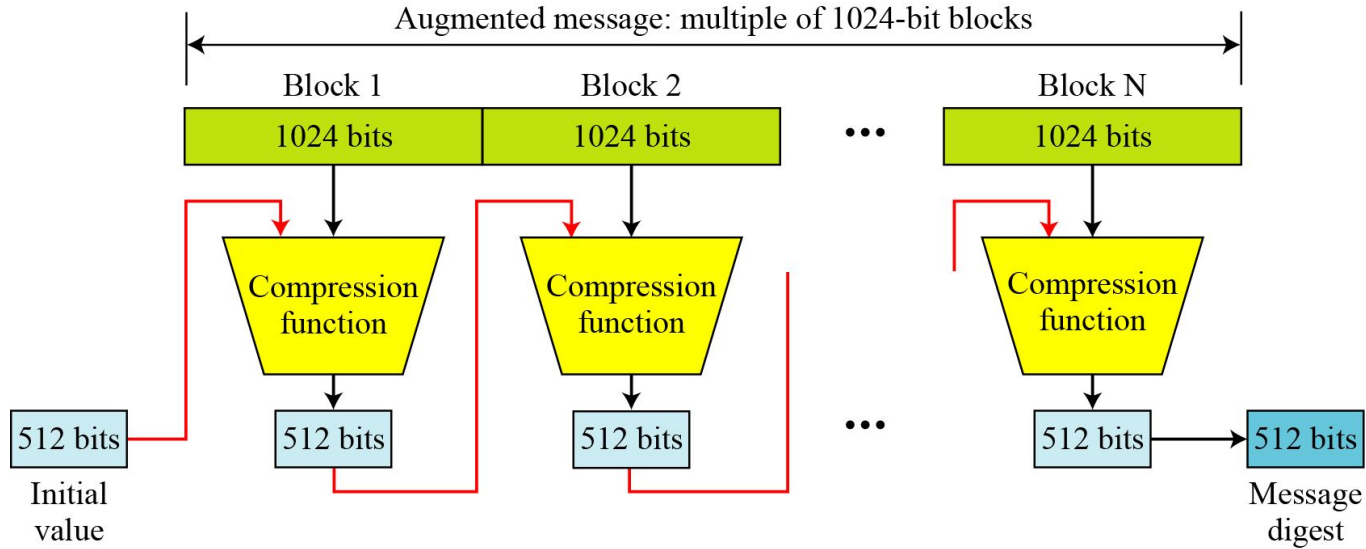 Augmented message: multiple of 1024-bit blocks
Block 1
Block 2
Block N
1024 bits
1024 bits
•••
1024 bits
Compression
function
Compression
function
Compression
function
512 bits
512 bits
512 bits
•••
512 bits
512 bits
Initial
value
Message
digest